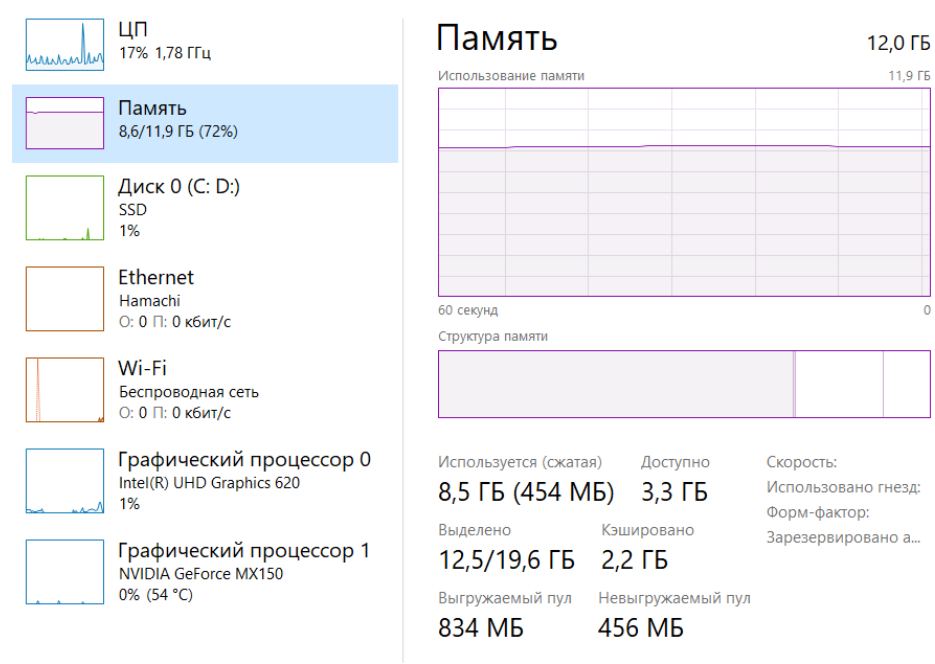 ЦП
17% 1,78 ГГц
Память
8,6/11,9 ГБ (72%)
Диск 0 (C: D:)
SSD
1%
Ethernet
Hamachi
О: 0 П: 0 кбит/с
Wi-Fi
Беспроводная сеть
О: 0 П: 0 кбит/с
Графический процессор 0
Intel(R) UHD Graphics 620
1%
Графический процессор 1
NVIDIA GeForce MX150
0% (54 °C)
Память 12,0 ГБ
Использование памяти 11,9 ГБ
60 секунд 0
Структура памяти
Используется (сжатая) Доступно
8,5 ГБ (454 МБ) 3,3 ГБ
Выделено Кэшировано
12,5/19,6 ГБ 2,2 ГБ
Выгружаемый пул Невыгружаемый пул
834 МБ 456 МБ
Скорость:
Использовано гнезд:
Форм-фактор:
Зарезервировано а...